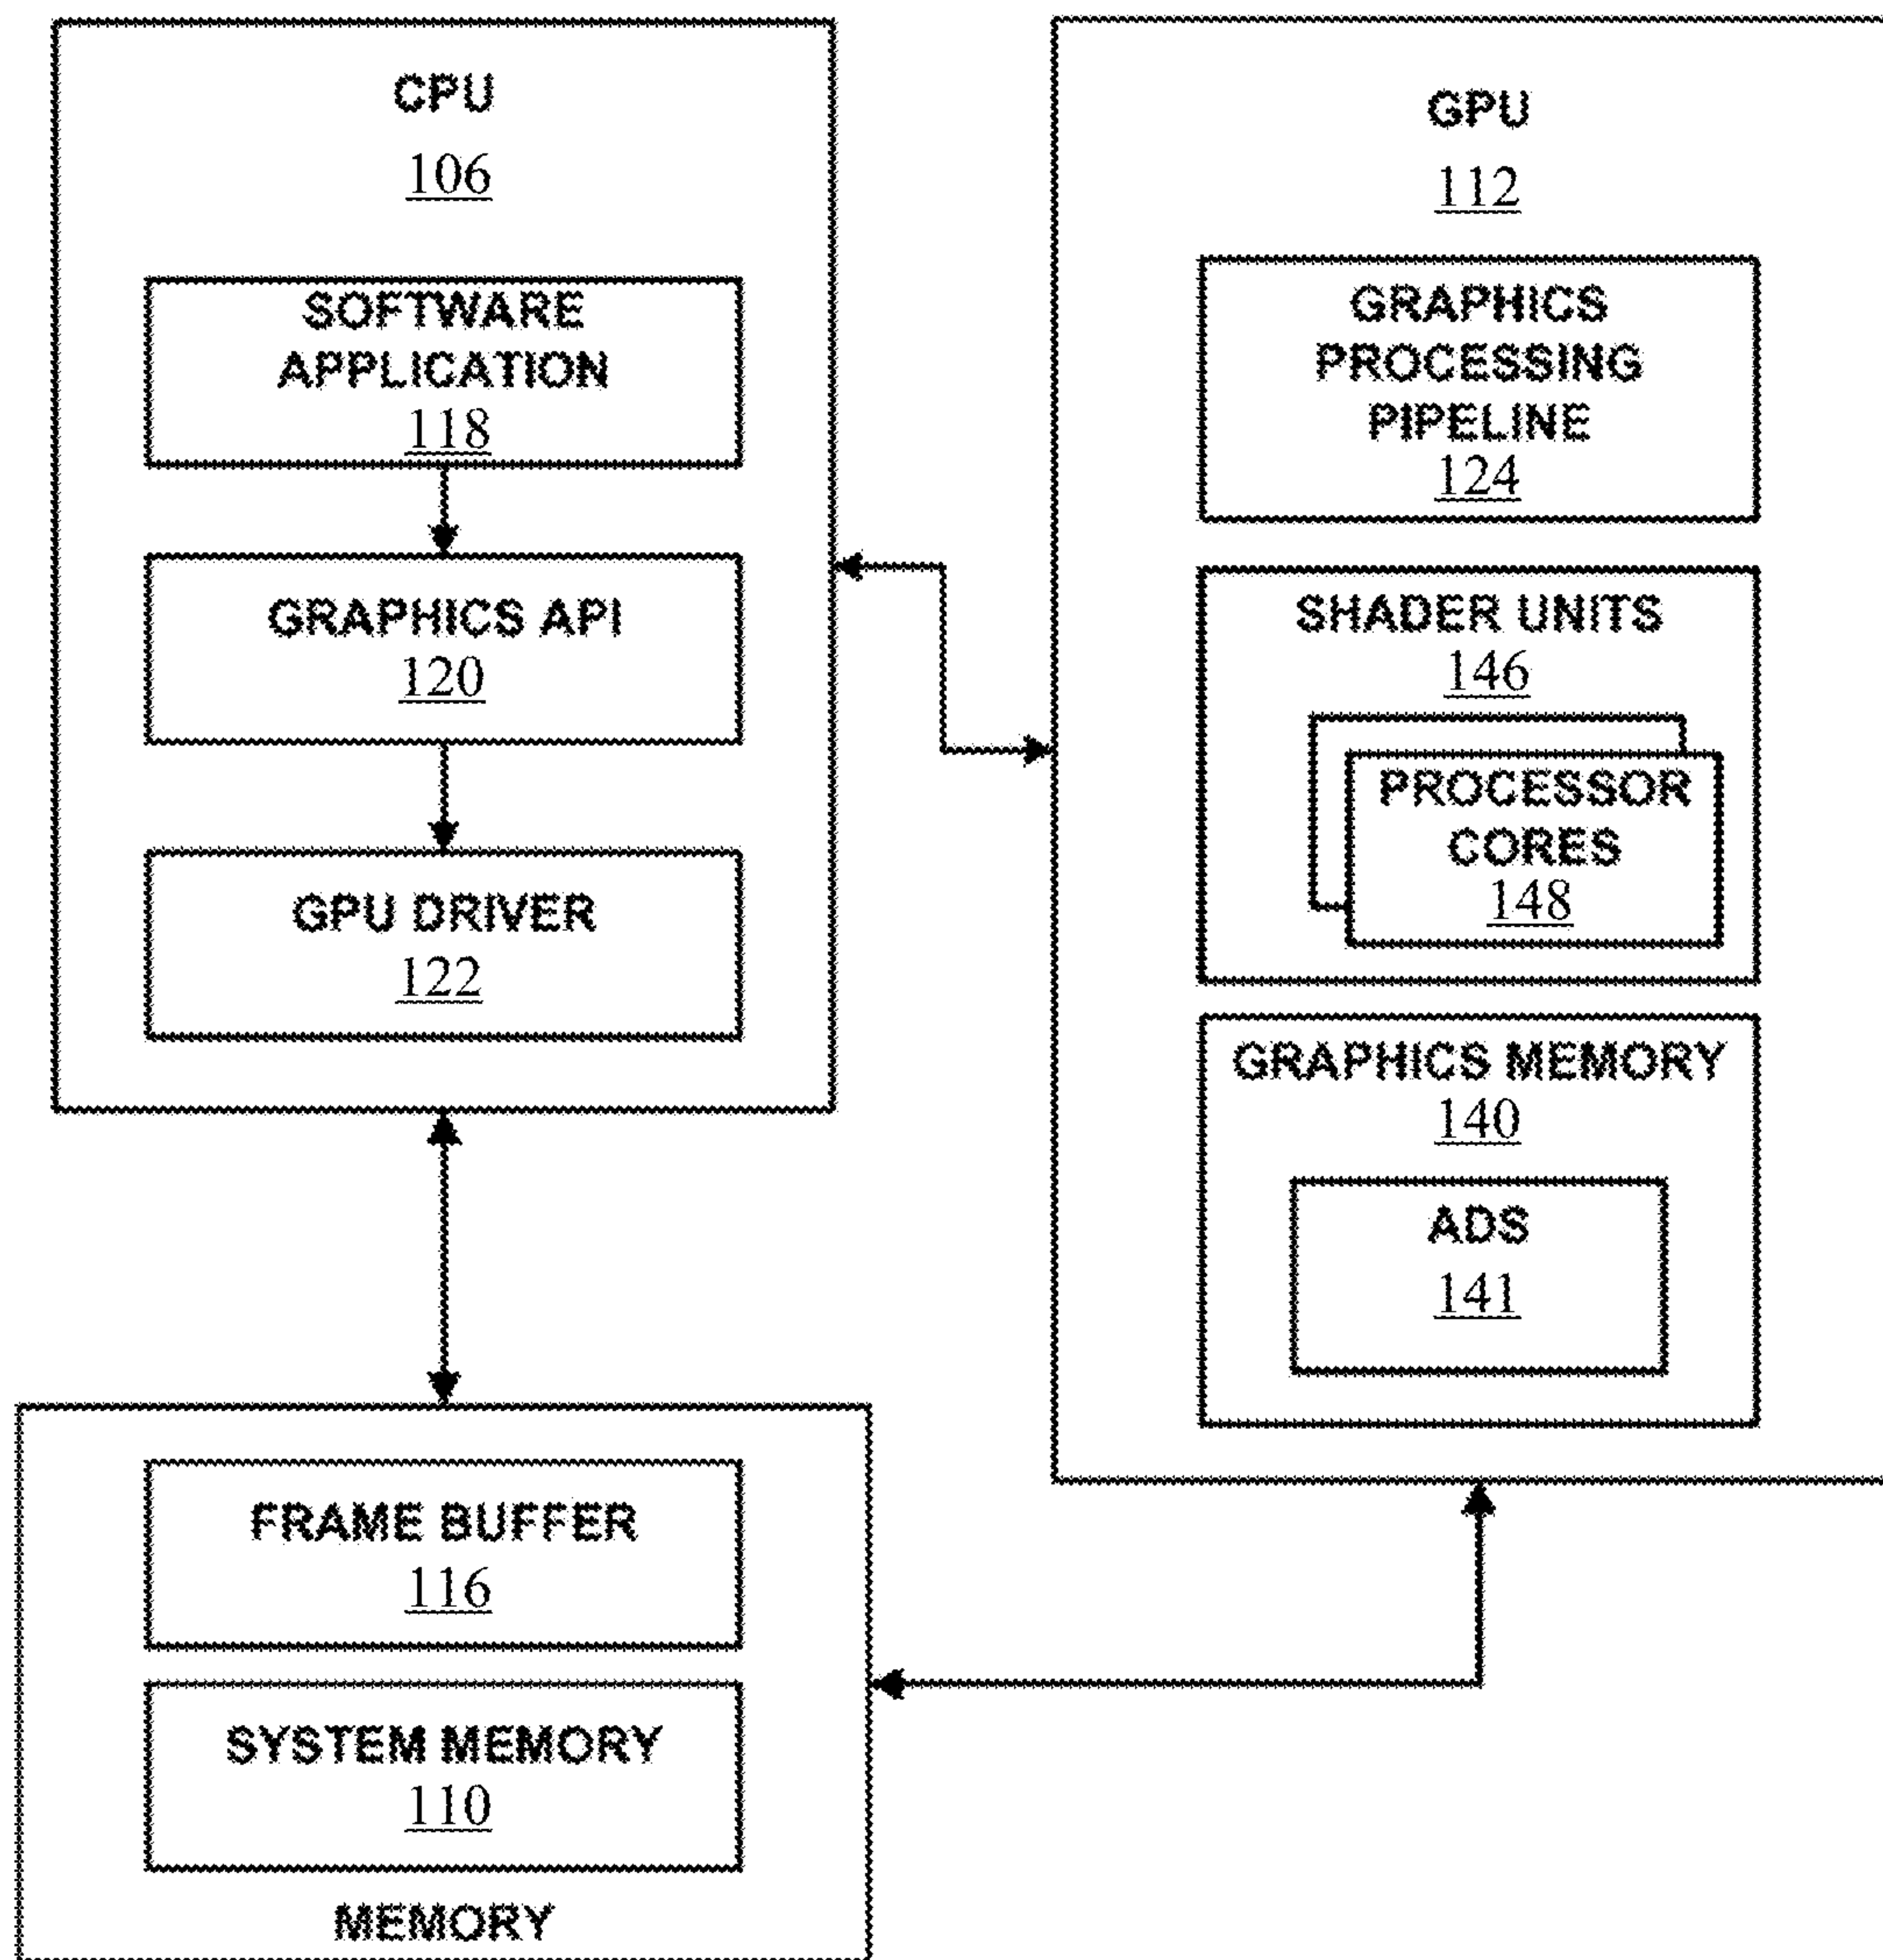 CPU
106
SOFTWARE
APPLICATION
118
GRAPHICS API
120
GPU DRIVER
122
GPU
112
GRAPHICS
PROCESSING
PIPELINE
124
SHADER UNITS
146
PROCESSOR
CORES
148
GRAPHICS MEMORY
140
ADS
141
FRAME BUFFER
116
SYSTEM MEMORY
110
MEMORY